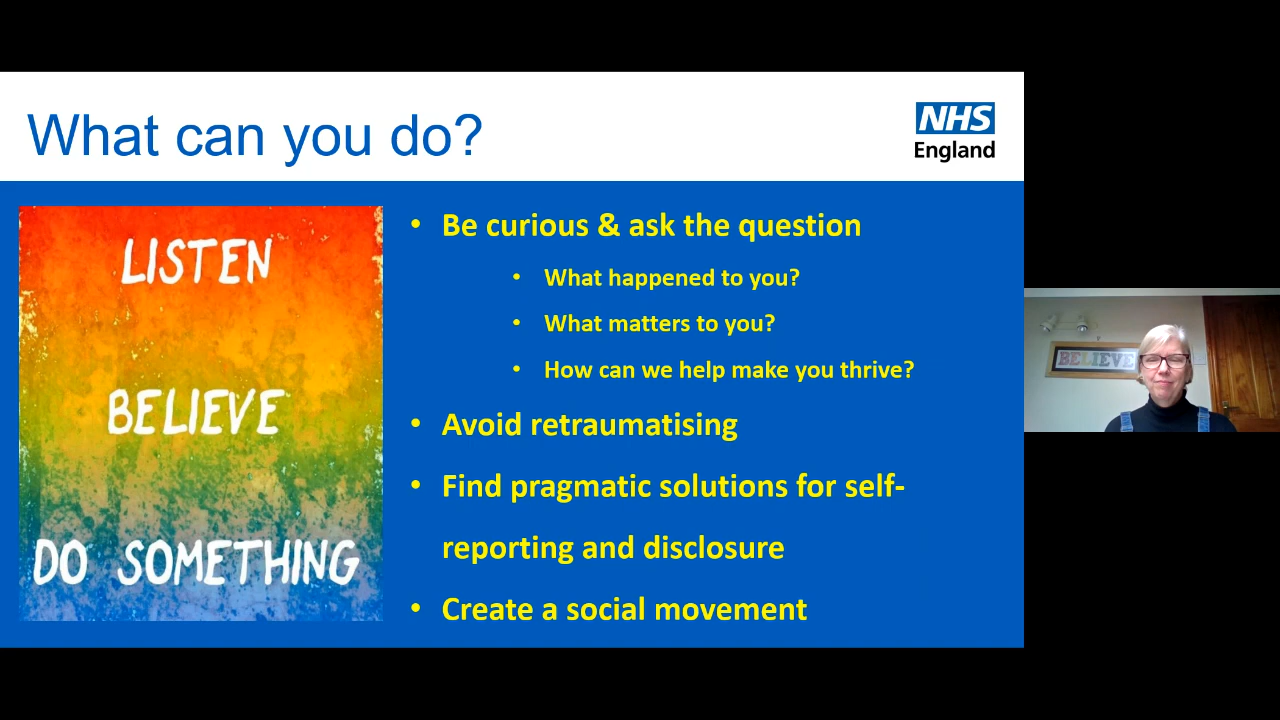 What can you do?
NHS
England
LISTEN
BELIEVE
DO SOMETHING
• Be curious & ask the question
• What happened to you?
• What matters to you?
• How can we help make you thrive?
• Avoid retraumatising
• Find pragmatic solutions for self-
reporting and disclosure
• Create a social movement
BELIEVE